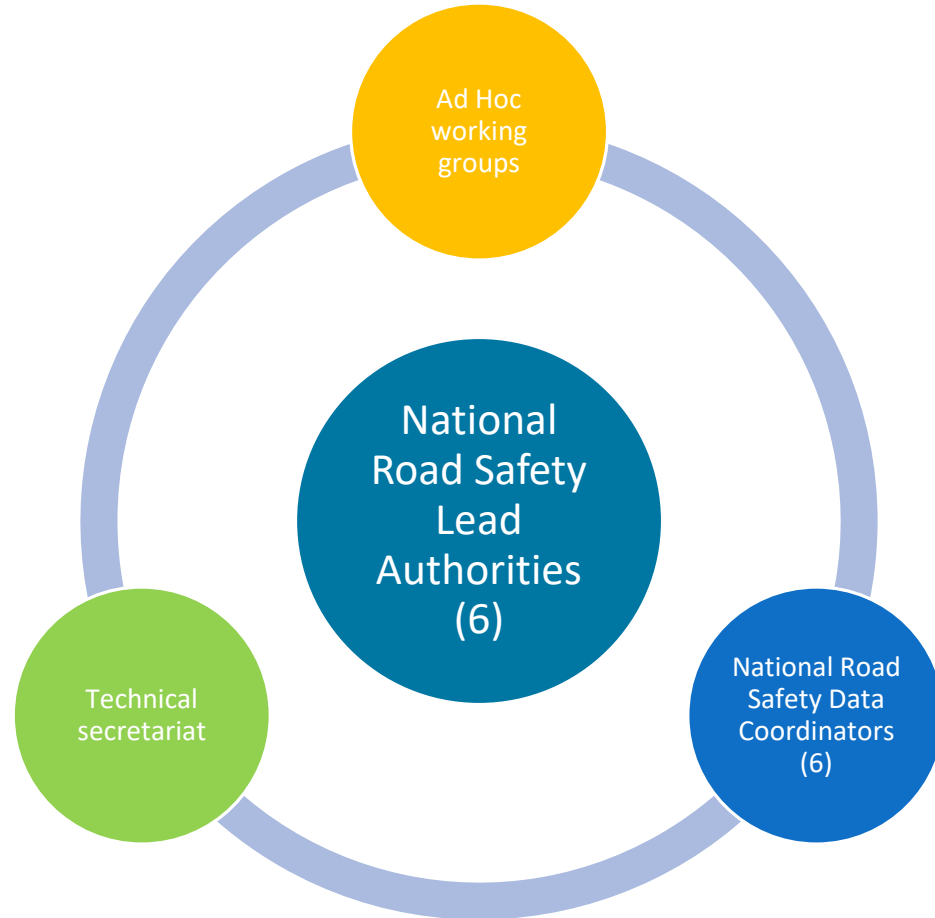 Ad Hoc
working
groups
National
Road Safety
Lead
Authorities
(6)
Technical
secretariat
National Road
Safety Data
Coordinators
(6)